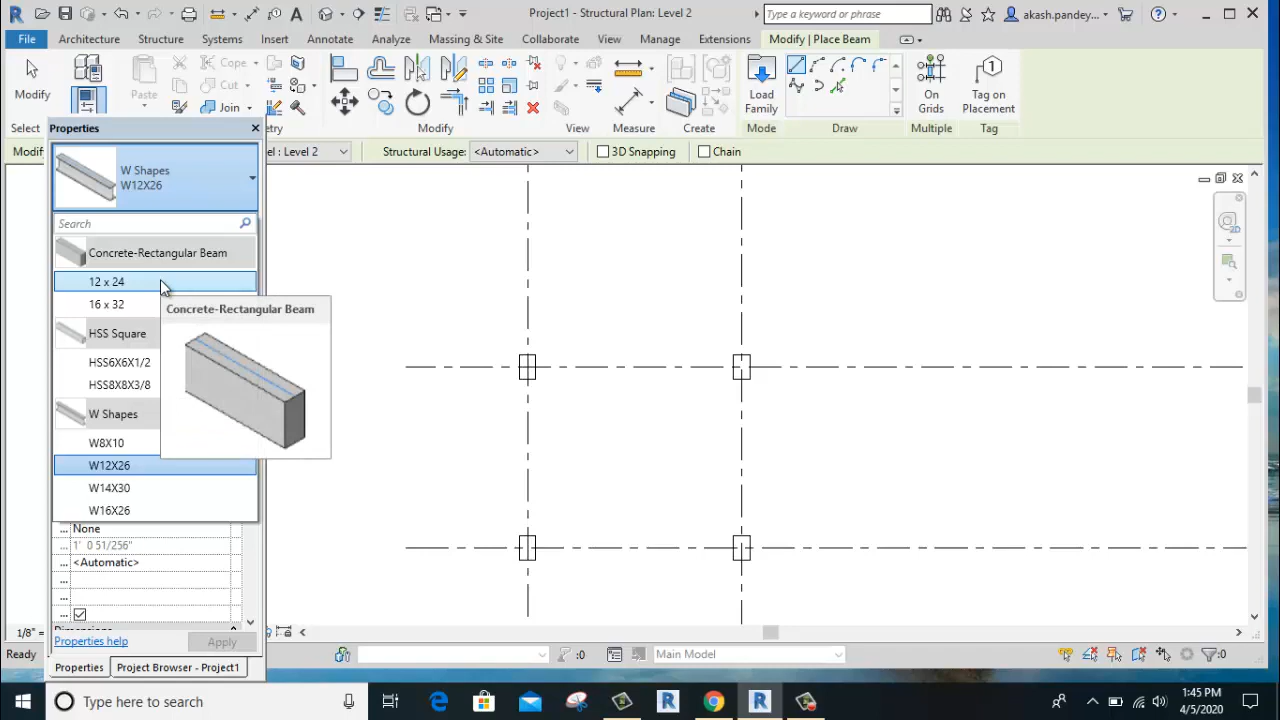 Project1 - Structural Plan: Level 2
Type a keyword or phrase
akash.pandey...
File Architecture Structure Systems Insert Annotate Analyze Massing & Site Collaborate View Manage Extensions Modify | Place Beam
Modify
Paste
Cope
Cut
Join
Load
Family
On
Grids
Tag on
Placement
Select
Modify
View
Measure
Create
Mode
Draw
Multiple
Tag
Structural Usage: <Automatic>
3D Snapping
Chain
: Level 2
Properties
W Shapes
W12X26
Search
Concrete-Rectangular Beam
12 x 24
16 x 32
HSS Square
HSS6X6X1/2
HSS8X8X3/8
W Shapes
W8X10
W12X26
W14X30
W16X26
Concrete-Rectangular Beam
None
1' 0 51/256"
<Automatic>
Properties help
Apply
Properties
Project Browser - Project1
1/8" =
Ready
:0
Main Model
:0
Type here to search
1:45 PM
4/5/2020